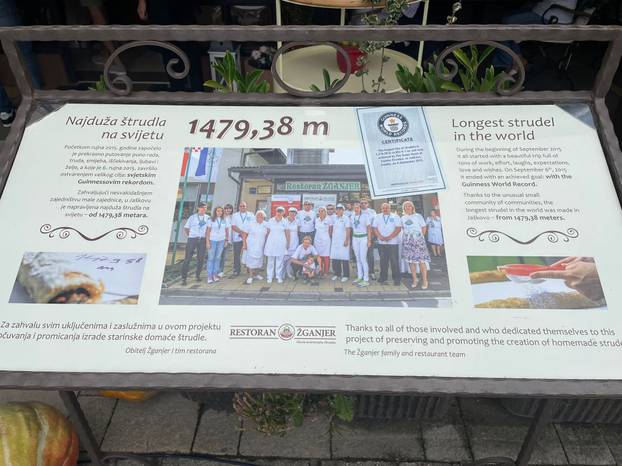 Najduža štrudla
na svijetu
1479,38 m
Početkom rujna 2015. godine započelo
je prekrasno putovanje puno rada,
truda, smijeha, iščekivanja, ljubavi i
želja, a koje je 6. rujna 2015. završilo
ostvarenjem velikog cilja: svjetskim
Guinnessovim rekordom.
Zahvaljujući nesvakidašnjem
zajedništvu male zajednice, u Jaškovu
je napravljena najduža štrudla na
svijetu – od 1479,38 metara.
CERTIFICATE
RESTORAN ŽGANJER
Longest strudel
in the world
During the beginning of September 2015
it all started with a beautiful trip full of
lots of work, effort, laughs, expectations,
love and wishes. On September 6th, 2015
it ended with an achieved goal: with the
Guinness World Record.
Thanks to the unusual small
community of communities, the
longest strudel in the world was made in
Jaškovo – from 1479,38 meters.
1479,38
m
Za zahvalu svim uključenima i zaslužnima u ovom projektu
očuvanja i promicanja izrade starinske domaće štrudle.
Obitelj Žganjer i tim restorana
RESTORAN ŽGANJER
Thanks to all of those involved and who dedicated themselves to this
project of preserving and promoting the creation of homemade
The Žganjer family and restaurant team